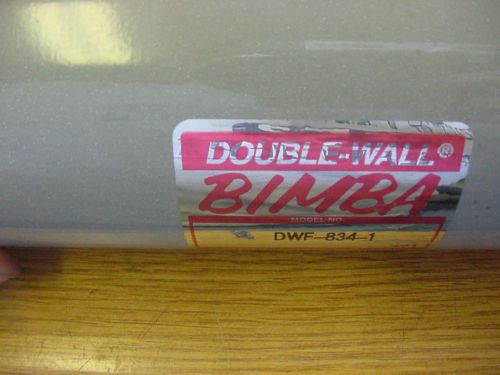 DOUBLE-WALL®
BIMBA
MODEL NO.
DWF-834-1